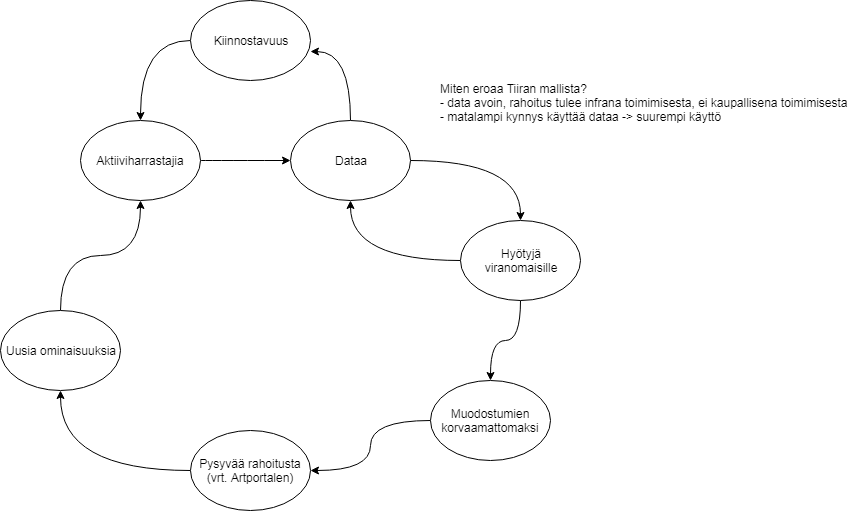 Kiinnostavuus
Miten eroaa Tiiran mallista?
- data avoin, rahoitus tulee infrana toimimisesta, ei kaupallisena toimimisesta
- matalampi kynnys käyttää dataa -> suurempi käyttö
Aktiiviharrastajia
Dataa
Hyötyjä
viranomaisille
Uusia ominaisuuksia
Muodostumien
korvaamattomaksi
Pysyvää rahoitusta
(vrt. Artportalen)